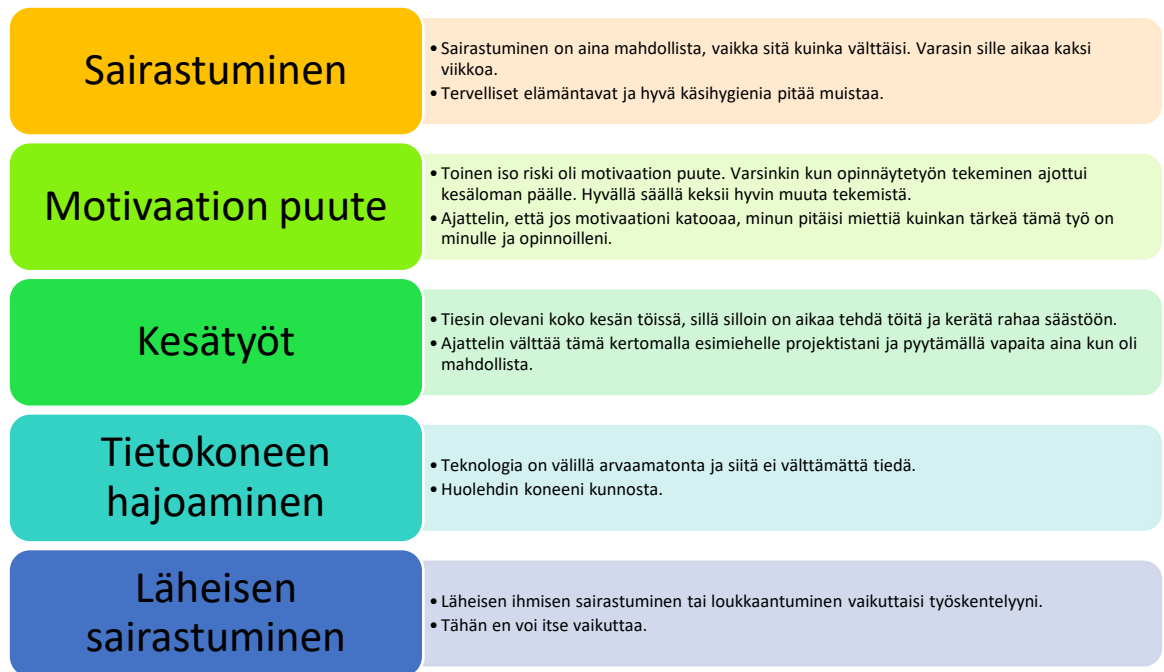 Sairastuminen
• Sairastuminen on aina mahdollista, vaikka sitä kuinka välttäisi. Varasin sille aikaa kaksi
viikkoa.
• Tervelliset elämäntavat ja hyvä käsihygienia pitää muistaa.
Motivaation puute
• Toinen iso riski oli motivaation puute. Varsinkin kun opinnäytetyön tekeminen ajottui
kesäloman päälle. Hyvällä säällä keksii hyvin muuta tekemistä.
• Ajattelin, että jos motivaationi katooaa, minun pitäisi miettiä kuinkan tärkeä tämä työ on
minulle ja opinnoilleni.
Kesätyöt
• Tiesin olevani koko kesän töissä, sillä silloin on aikaa tehdä töitä ja kerätä rahaa säästöön.
• Ajattelin välttää tämä kertomalla esimiehelle projektistani ja pyytämällä vapaita aina kun oli
mahdollista.
Tietokoneen
hajoaminen
• Teknologia on välillä arvaamatonta ja siitä ei välttämättä tiedä.
• Huolehdin koneeni kunnosta.
Läheisen
sairastuminen
• Läheisen ihmisen sairastuminen tai loukkaantuminen vaikuttaisi työskentelyyni.
• Tähän en voi itse vaikuttaa.